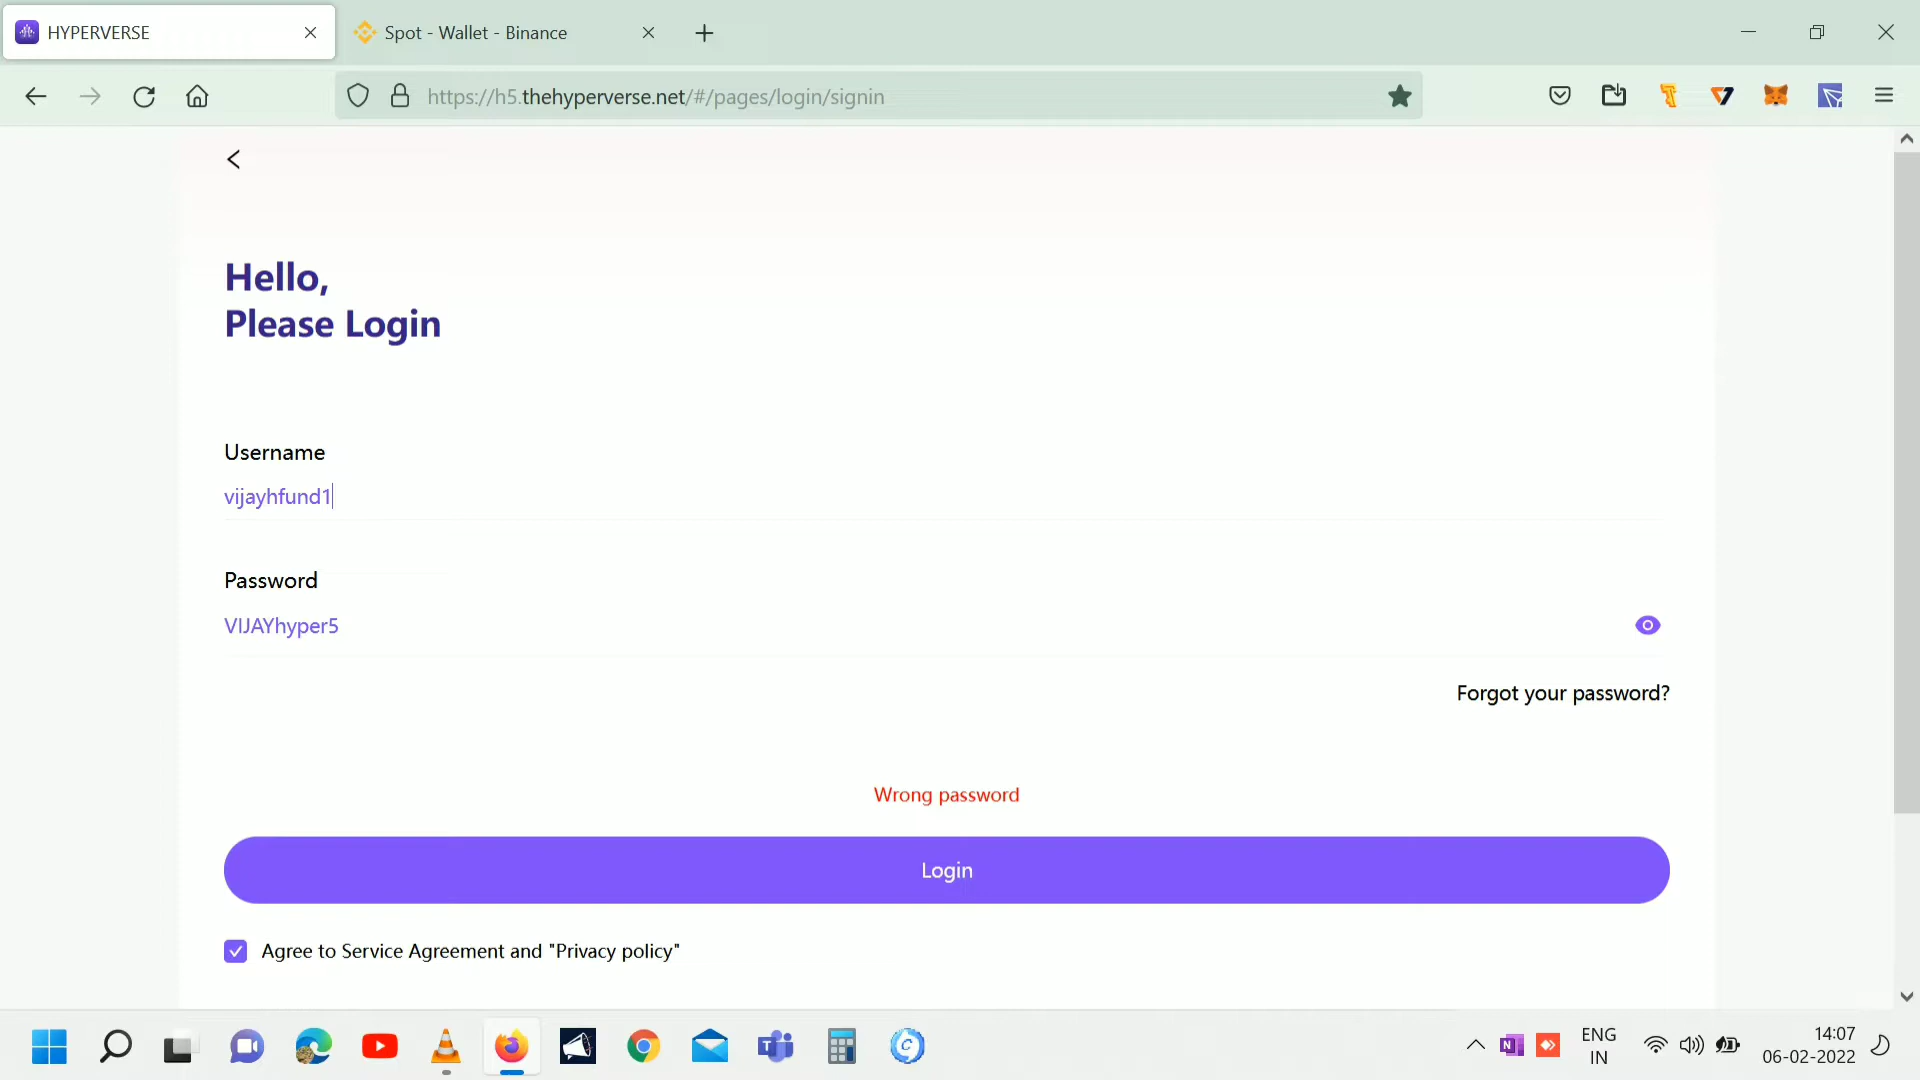 HYPERVERSE
Spot - Wallet - Binance
https://h5.thehyperverse.net/#/pages/login/signin
Hello,
Please Login
Username
vijayhfund1
Password
VIJAYhyper5
Forgot your password?
Wrong password
Login
Agree to Service Agreement and "Privacy policy"
ENG
IN
14:07
06-02-2022